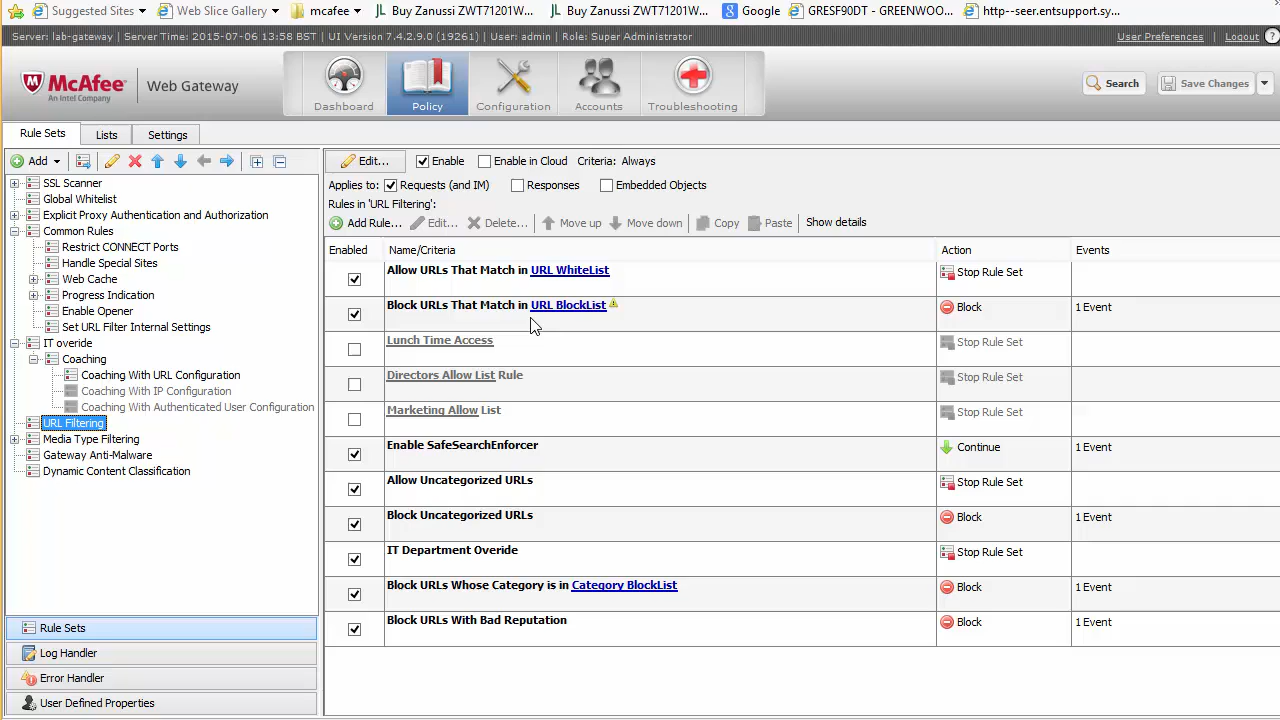 Suggested Sites
Web Slice Gallery
mcafee
Buy Zanussi ZWT71201W...
Buy Zanussi ZWT71201W...
Google
GRESF90DT - GREENWOO...
http--seer.entsupport.sy...
Server: lab-gateway | Server Time: 2015-07-06 13:58 BST | UI Version 7.4.2.9.0 (19261) | User: admin | Role: Super Administrator
User Preferences | Logout
McAfee
An Intel Company
Web Gateway
Dashboard
Policy
Configuration
Accounts
Troubleshooting
Search
Save Changes
Rule Sets
Lists
Settings
Add
SSL Scanner
Global Whitelist
Explicit Proxy Authentication and Authorization
Common Rules
Restrict CONNECT Ports
Handle Special Sites
Web Cache
Progress Indication
Enable Opener
Set URL Filter Internal Settings
IT overide
Coaching
Coaching With URL Configuration
Coaching With IP Configuration
Coaching With Authenticated User Configuration
URL Filtering
Media Type Filtering
Gateway Anti-Malware
Dynamic Content Classification
Rule Sets
Log Handler
Error Handler
User Defined Properties
Edit... Enable Enable in Cloud Criteria: Always
Applies to: Requests (and IM) Responses Embedded Objects
Rules in 'URL Filtering':
Add Rule... Edit... Delete... Move up Move down Copy Paste Show details
Enabled Name/Criteria Action Events
Allow URLs That Match in URL WhiteList Stop Rule Set
Block URLs That Match in URL BlockList Block 1 Event
Lunch Time Access Stop Rule Set
Directors Allow List Rule Stop Rule Set
Marketing Allow List Stop Rule Set
Enable SafeSearchEnforcer Continue 1 Event
Allow Uncategorized URLs Stop Rule Set
Block Uncategorized URLs Block 1 Event
IT Department Overide Stop Rule Set
Block URLs Whose Category is in Category BlockList Block 1 Event
Block URLs With Bad Reputation Block 1 Event